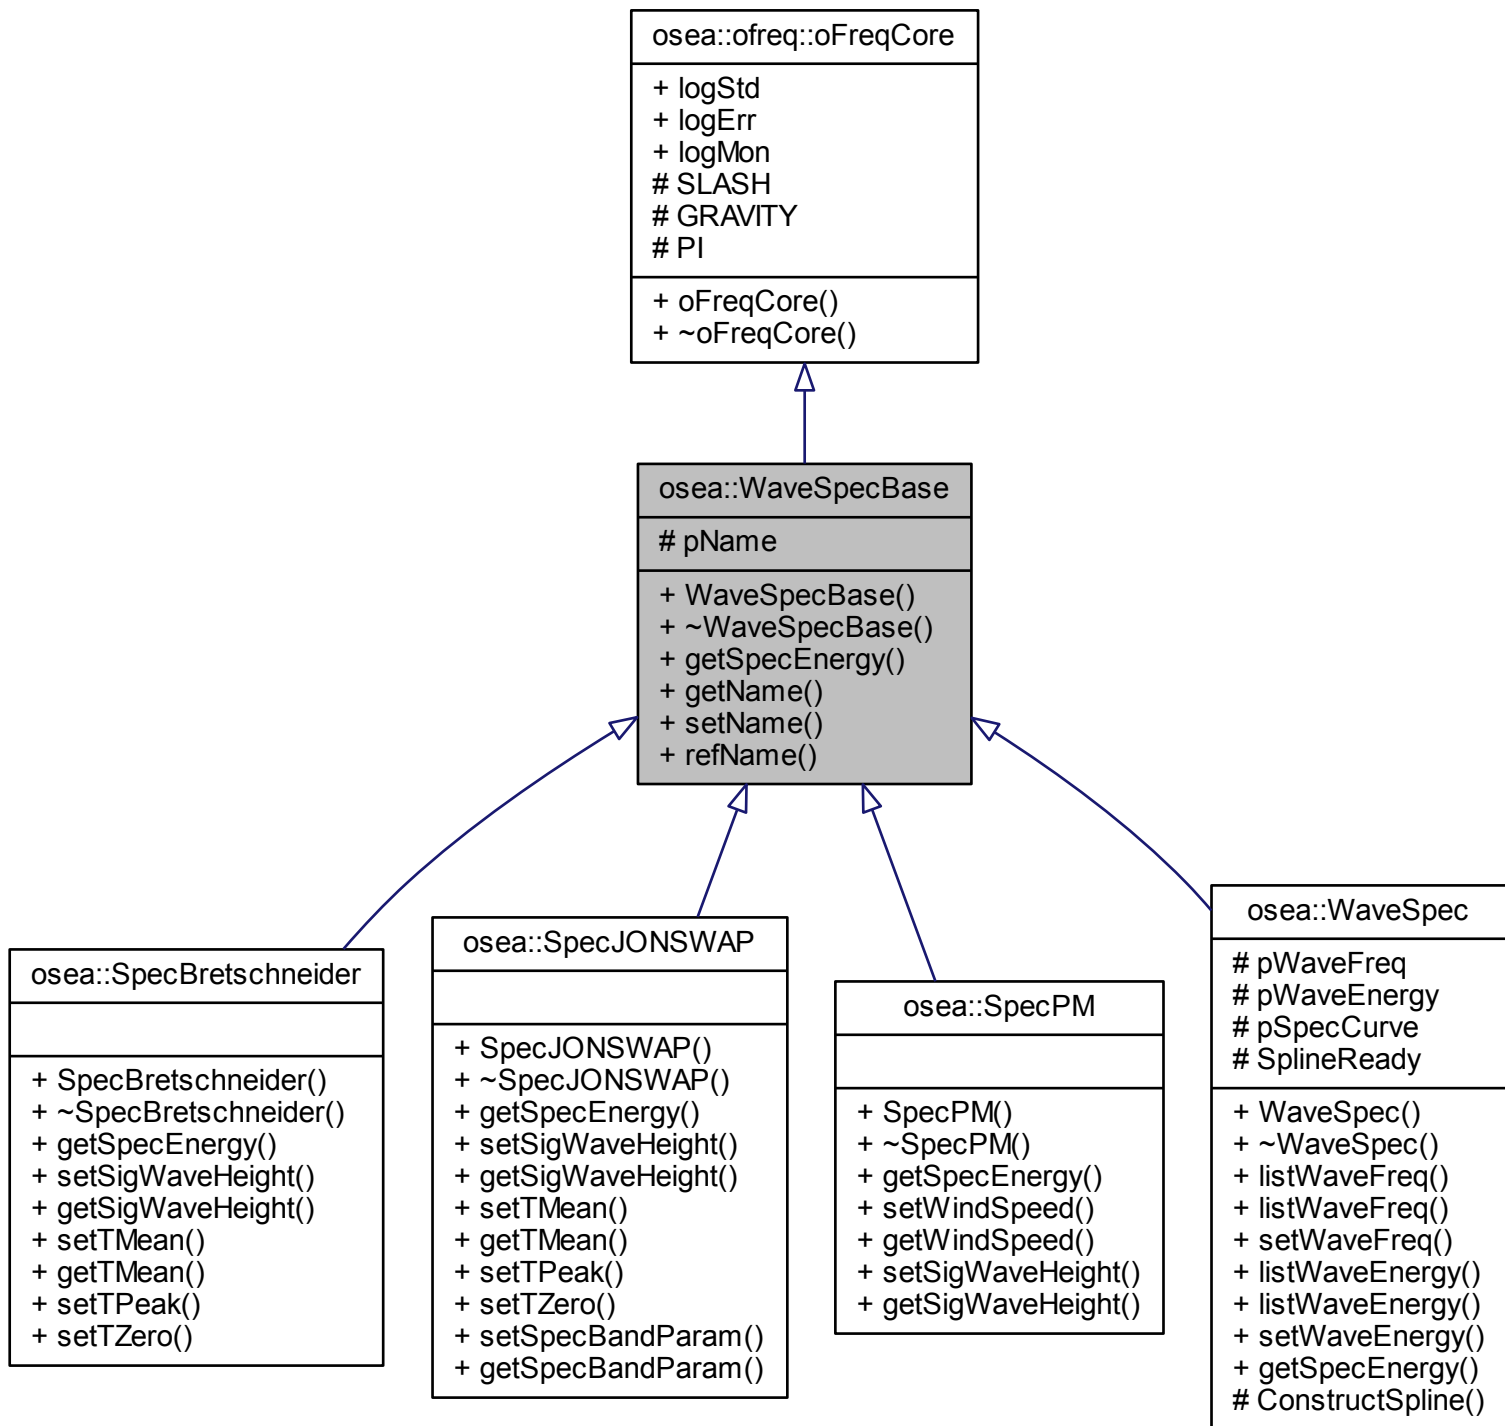 osea::ofreq::oFreqCore
+ logStd
+ logErr
+ logMon
# SLASH
# GRAVITY
# PI
+ oFreqCore()
+ ~oFreqCore()
osea::WaveSpecBase
# pName
+ WaveSpecBase()
+ ~WaveSpecBase()
+ getSpecEnergy()
+ getName()
+ setName()
+ refName()
osea::SpecBretschneider
+ SpecBretschneider()
+ ~SpecBretschneider()
+ getSpecEnergy()
+ setSigWaveHeight()
+ getSigWaveHeight()
+ setTMean()
+ getTMean()
+ setTPeak()
+ setTZero()
osea::SpecJONSWAP
+ SpecJONSWAP()
+ ~SpecJONSWAP()
+ getSpecEnergy()
+ setSigWaveHeight()
+ getSigWaveHeight()
+ setTMean()
+ getTMean()
+ setTPeak()
+ setTZero()
+ setSpecBandParam()
+ getSpecBandParam()
osea::SpecPM
+ SpecPM()
+ ~SpecPM()
+ getSpecEnergy()
+ setWindSpeed()
+ getWindSpeed()
+ setSigWaveHeight()
+ getSigWaveHeight()
osea::WaveSpec
# pWaveFreq
# pWaveEnergy
# pSpecCurve
# SplineReady
+ WaveSpec()
+ ~WaveSpec()
+ listWaveFreq()
+ listWaveFreq()
+ setWaveFreq()
+ listWaveEnergy()
+ listWaveEnergy()
+ setWaveEnergy()
+ getSpecEnergy()
# ConstructSpline()